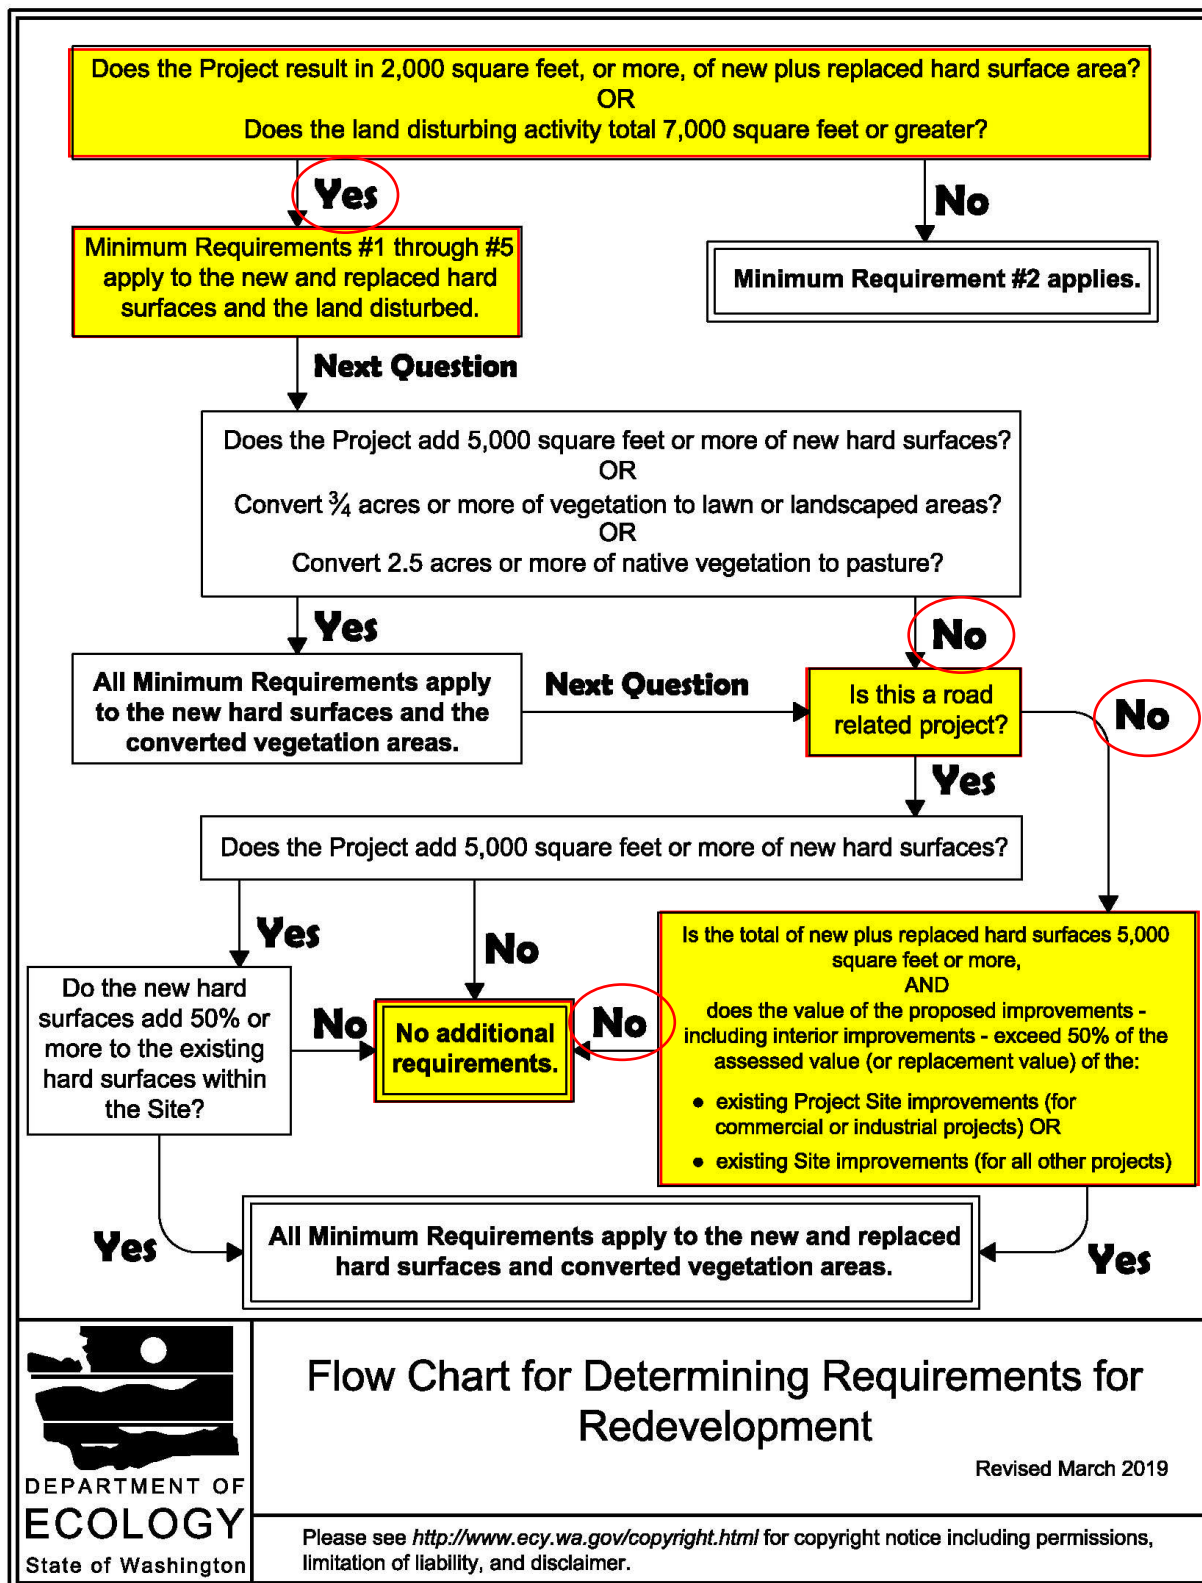 Does the Project result in 2,000 square feet, or more, of new plus replaced hard surface area?
OR
Does the land disturbing activity total 7,000 square feet or greater?
Yes
No
Minimum Requirements #1 through #5
apply to the new and replaced hard
surfaces and the land disturbed.
Minimum Requirement #2 applies.
Next Question
Does the Project add 5,000 square feet or more of new hard surfaces?
OR
Convert ¾ acres or more of vegetation to lawn or landscaped areas?
OR
Convert 2.5 acres or more of native vegetation to pasture?
Yes
No
All Minimum Requirements apply
to the new hard surfaces and the
converted vegetation areas.
Next Question
Is this a road
related project?
No
Yes
Does the Project add 5,000 square feet or more of new hard surfaces?
Yes
No
Do the new hard
surfaces add 50% or
more to the existing
hard surfaces within
the Site?
No
No additional
requirements.
No
Is the total of new plus replaced hard surfaces 5,000
square feet or more,
AND
does the value of the proposed improvements -
including interior improvements - exceed 50% of the
assessed value (or replacement value) of the:
• existing Project Site improvements (for
commercial or industrial projects) OR
• existing Site improvements (for all other projects)
Yes
All Minimum Requirements apply to the new and replaced
hard surfaces and converted vegetation areas.
Yes
DEPARTMENT OF
ECOLOGY
State of Washington
Flow Chart for Determining Requirements for
Redevelopment
Revised March 2019
Please see http://www.ecy.wa.gov/copyright.html for copyright notice including permissions,
limitation of liability, and disclaimer.